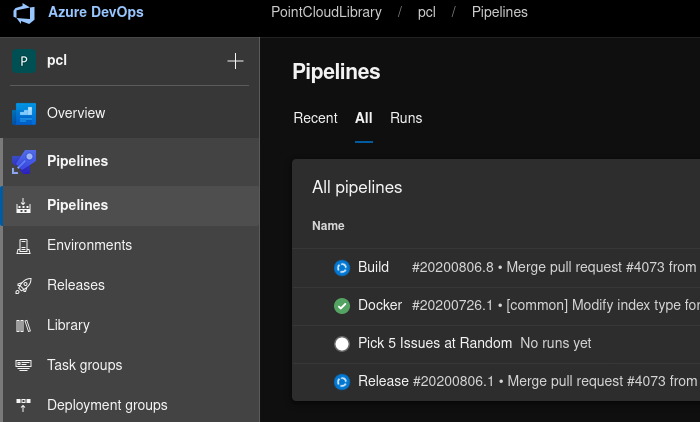 Azure DevOps
PointCloudLibrary / pcl / Pipelines
P pcl
Overview
Pipelines
Pipelines
Environments
Releases
Library
Task groups
Deployment groups
Pipelines
Recent All Runs
All pipelines
Name
Build #20200806.8 • Merge pull request #4073 from
Docker #20200726.1 • [common] Modify index type for
Pick 5 Issues at Random No runs yet
Release #20200806.1 • Merge pull request #4073 from